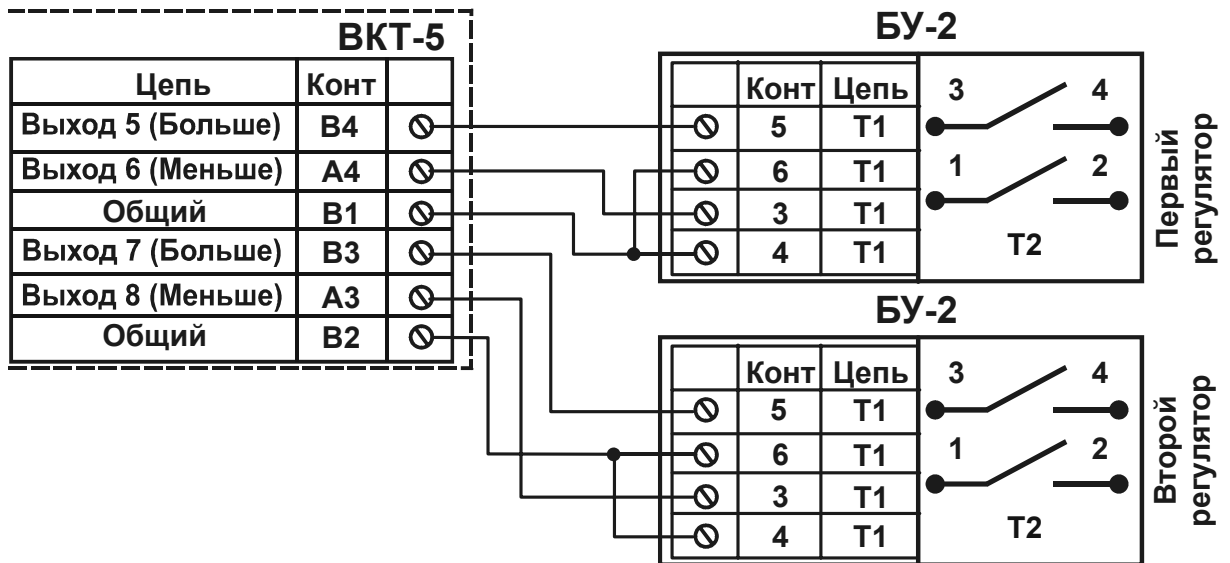 ВКТ-5
Цепь Конт
Выход 5 (Больше) В4
Выход 6 (Меньше) А4
Общий В1
Выход 7 (Больше) В3
Выход 8 (Меньше) А3
Общий В2
БУ-2
Конт Цепь
5 Т1
6 Т1
3 Т1
4 Т1
3 4
1 2
Т2
Первый
регулятор
БУ-2
Конт Цепь
5 Т1
6 Т1
3 Т1
4 Т1
3 4
1 2
Т2
Второй
регулятор